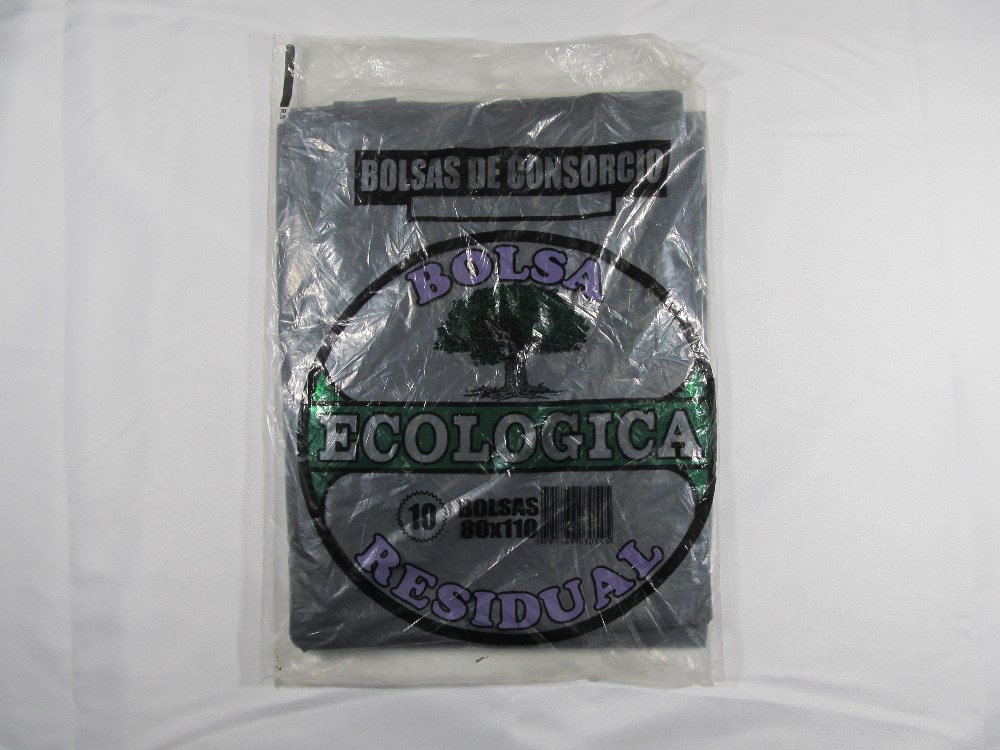 BOLSAS DE CONSORCIO
BOLSA
ECOLOGICA
10
BOLSAS
80x110
RESIDUAL